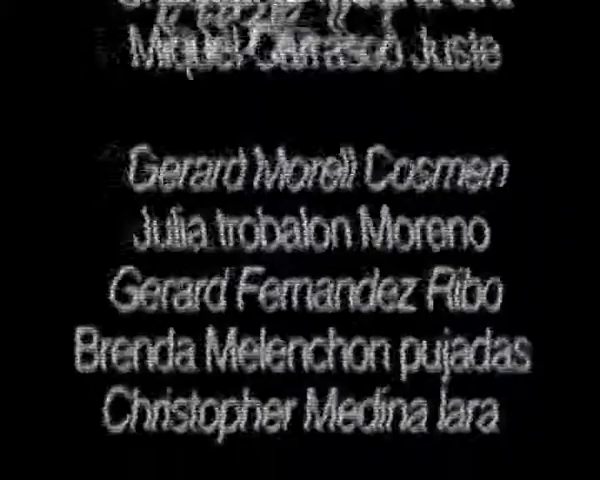 Miquel Carrasco Juste
Gerard Morell Cosmen
Julia trobalon Moreno
Gerard Fernandez Ribo
Brenda Melenchon pujadas
Christopher Medina lara